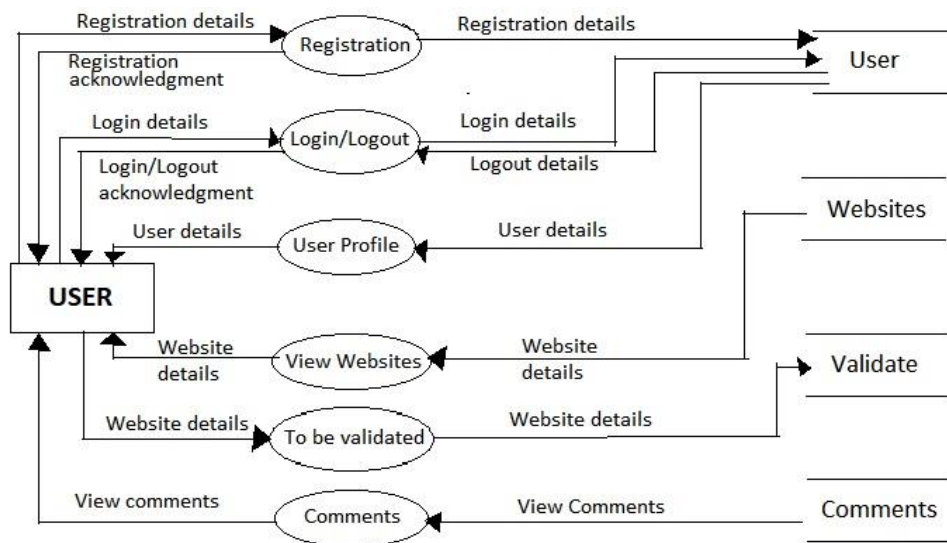 Registration details
Registration details
Registration
User
Registration
acknowledgment
Login details
Login details
Login/Logout
Login/Logout
acknowledgment
Logout details
Websites
User details
User Profile
User details
USER
Website
details
View Websites
Website
details
Validate
Website details
To be validated
Website details
View comments
Comments
View Comments
Comments